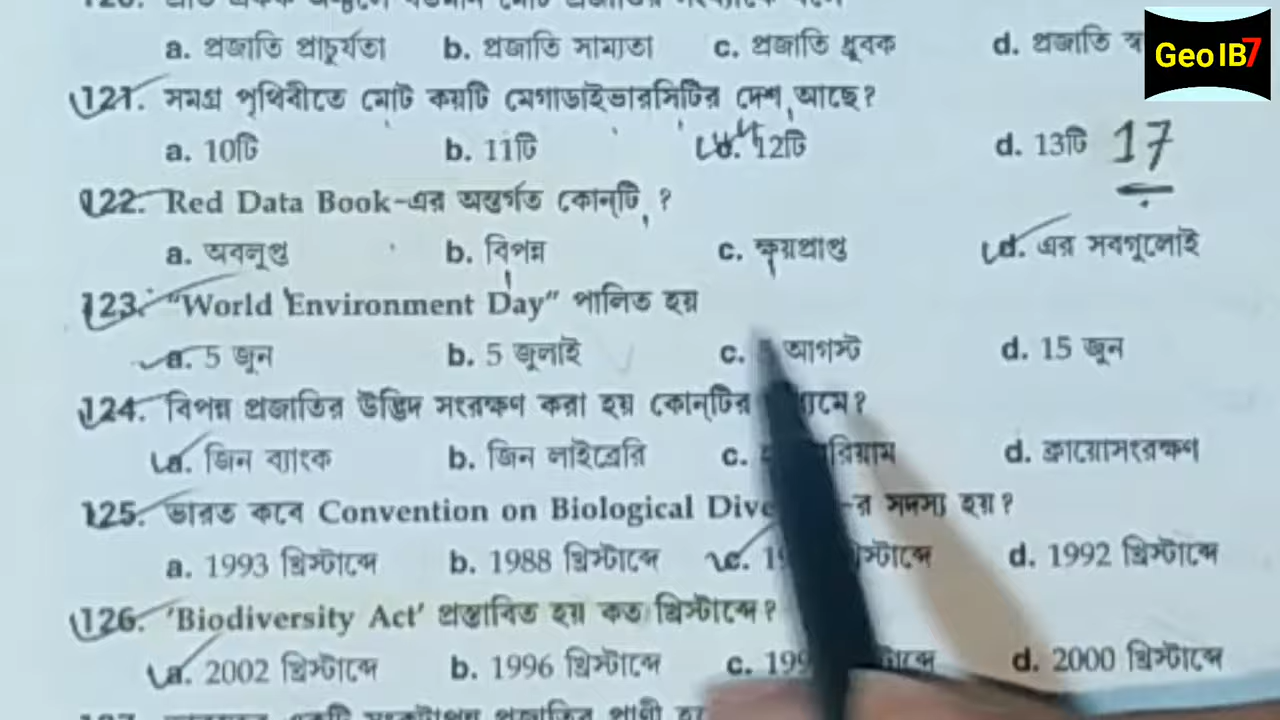 a. প্রজাতি প্রাচুর্যতা b. প্রজাতি সাম্যতা c. প্রজাতি ধ্রুবক d. প্রজাতি
Geo IB7
121. সমগ্র পৃথিবীতে মোট কয়টি মেগাডাইভারসিটির দেশ আছে?
a. 10টি b. 11টি c. 12টি d. 13টি 17
122. Red Data Book-এর অন্তর্গত কোন্‌টি ?
a. অবলুপ্ত b. বিপন্ন c. ক্ষয়প্রাপ্ত d. এর সবগুলোই
123. "World Environment Day" পালিত হয়
a. 5 জুন b. 5 জুলাই c. আগস্ট d. 15 জুন
124. বিপন্ন প্রজাতির উদ্ভিদ সংরক্ষণ করা হয় কোন্‌টির
a. জিন ব্যাংক b. জিন লাইব্রেরি c. d. ক্রায়োসংরক্ষণ
125. ভারত কবে Convention on Biological সদস্য হয়?
a. 1993 খ্রিস্টাব্দে b. 1988 খ্রিস্টাব্দে c. d. 1992 খ্রিস্টাব্দে
126. 'Biodiversity Act' প্রস্তাবিত হয় কত খ্রিস্টাব্দে?
a. 2002 খ্রিস্টাব্দে b. 1996 খ্রিস্টাব্দে c. d. 2000 খ্রিস্টাব্দে